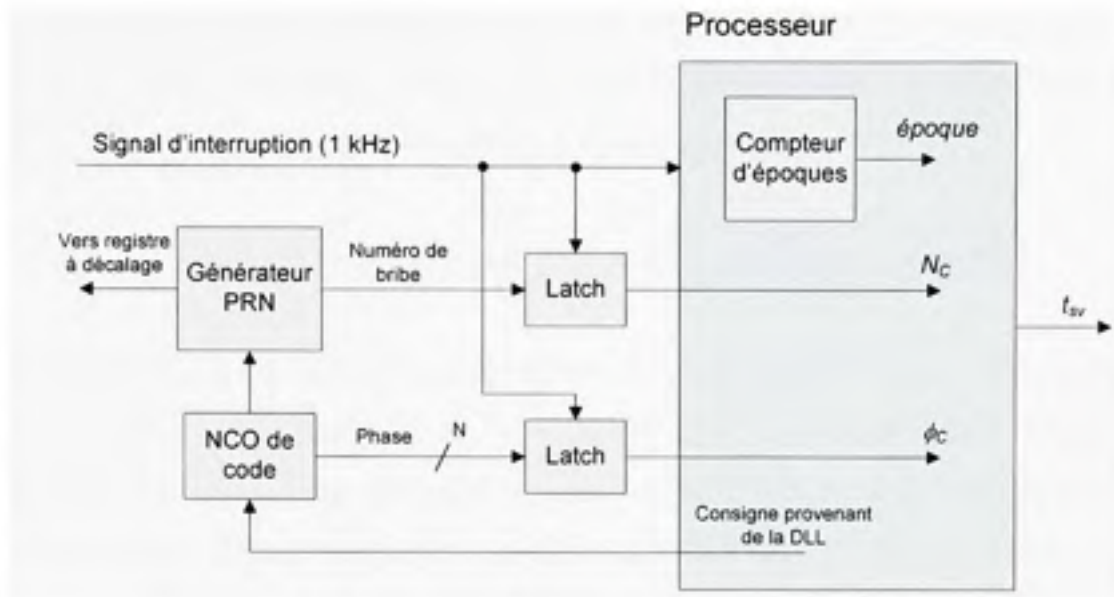 Processeur
Signal d'interruption (1 kHz)
Compteur
d'époques
époque
Vers registre
à décalage
Générateur
PRN
Numéro de
bribe
Latch
N_C
t_sv
NCO de
code
Phase
N
Latch
ϕ_C
Consigne provenant
de la DLL